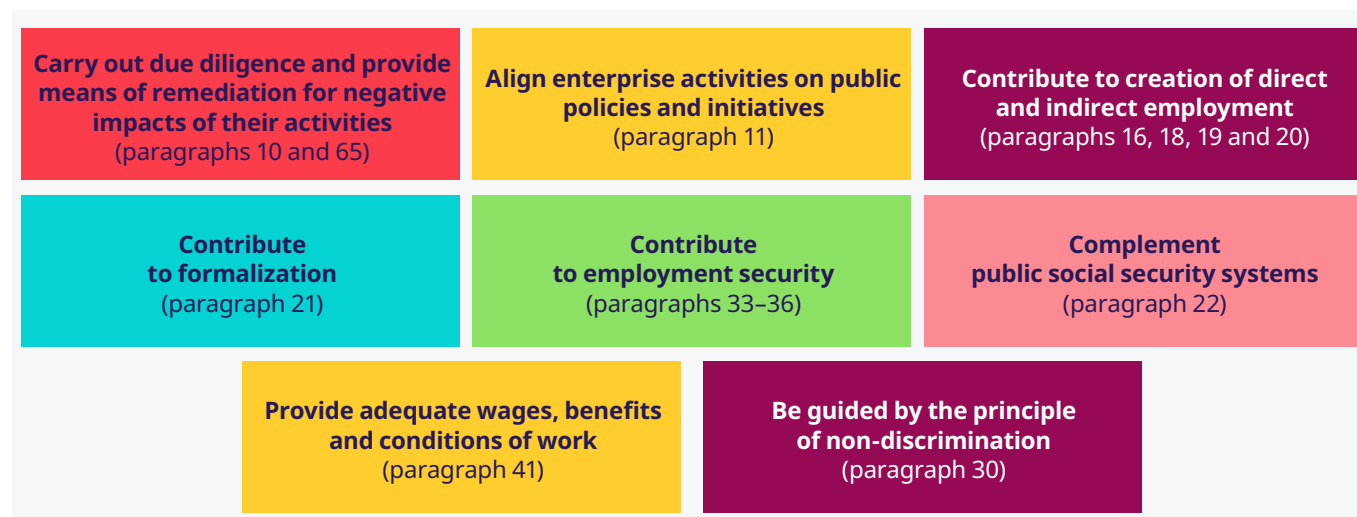 Carry out due diligence and provide
means of remediation for negative
impacts of their activities
(paragraphs 10 and 65)
Align enterprise activities on public
policies and initiatives
(paragraph 11)
Contribute to creation of direct
and indirect employment
(paragraphs 16, 18, 19 and 20)
Contribute
to formalization
(paragraph 21)
Contribute
to employment security
(paragraphs 33–36)
Complement
public social security systems
(paragraph 22)
Provide adequate wages, benefits
and conditions of work
(paragraph 41)
Be guided by the principle
of non-discrimination
(paragraph 30)